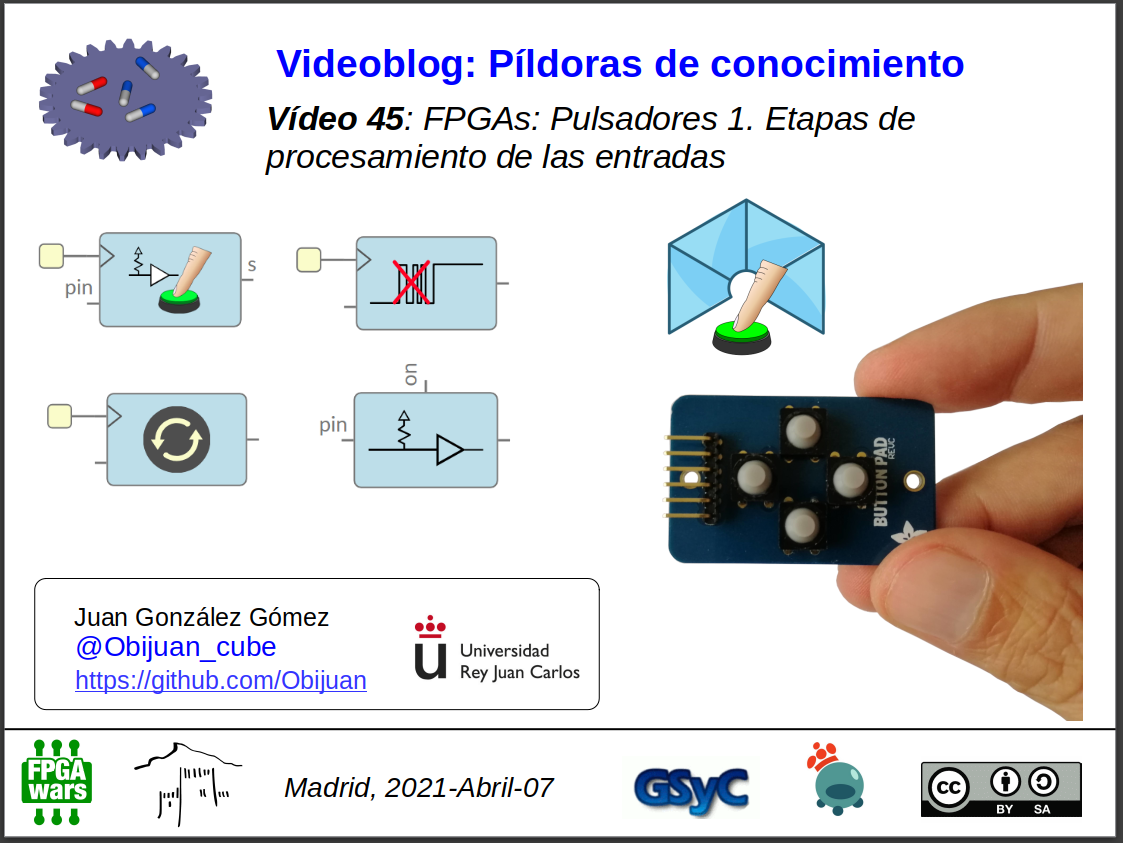 Videoblog: Píldoras de conocimiento
Vídeo 45: FPGAs: Pulsadores 1. Etapas de
procesamiento de las entradas
pin
s
on
pin
BUTTON PAD
REVC
Juan González Gómez
@Obijuan_cube
https://github.com/Obijuan
u
Universidad
Rey Juan Carlos
FPGA
wars
Madrid, 2021-Abril-07
GSyC
cc
BY SA